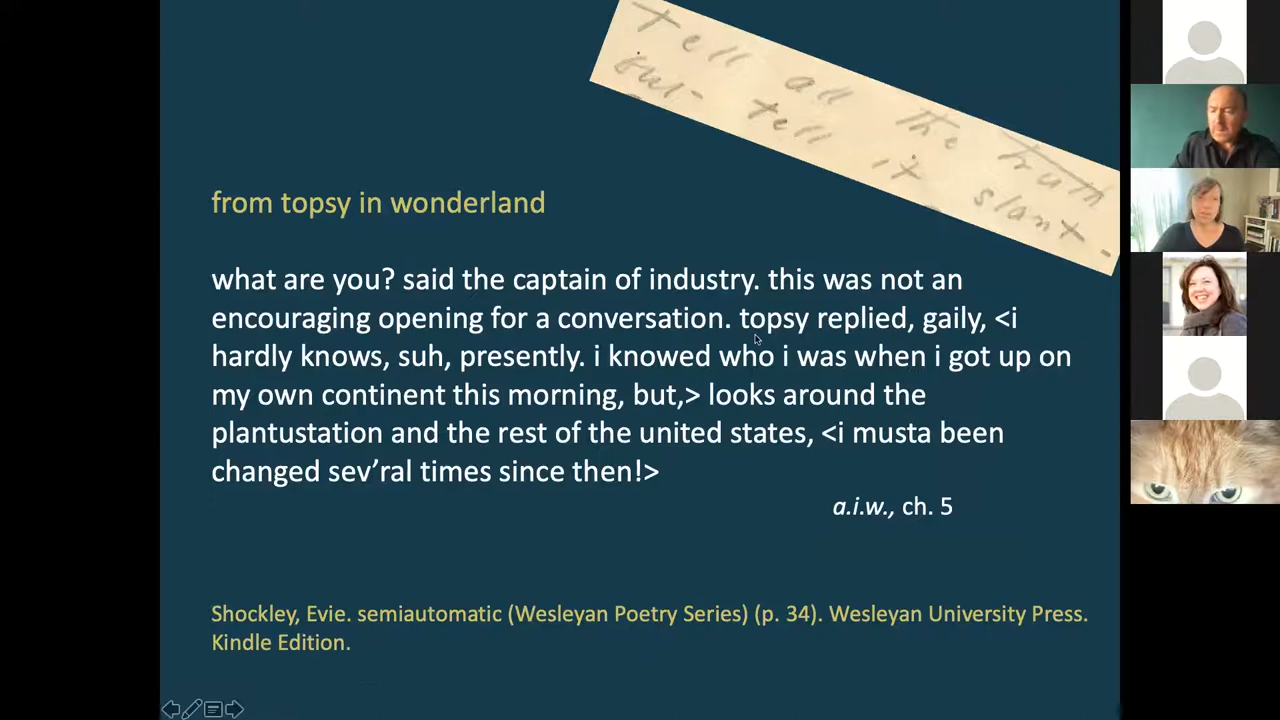 Tell all the truth
but tell it slant -
from topsy in wonderland
what are you? said the captain of industry. this was not an
encouraging opening for a conversation. topsy replied, gaily, <i
hardly knows, suh, presently. i knowed who i was when i got up on
my own continent this morning, but,> looks around the
plantustation and the rest of the united states, <i musta been
changed sev’ral times since then!>
a.i.w., ch. 5
Shockley, Evie. semiautomatic (Wesleyan Poetry Series) (p. 34). Wesleyan University Press.
Kindle Edition.